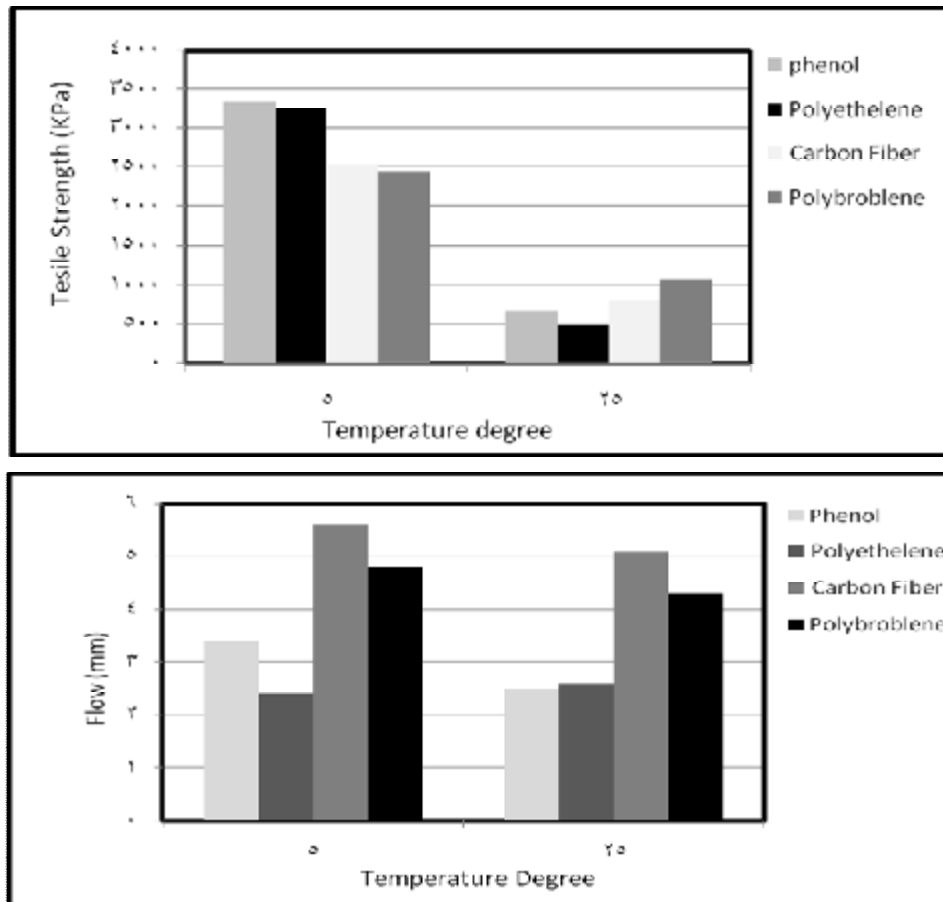 ٤٠٠٠
٣٥٠٠
٣٠٠٠
٢٥٠٠
٢٠٠٠
١٥٠٠
١٠٠٠
٥٠٠
٠
Tesile Strength (KPa)
phenol
Polyethelene
Carbon Fiber
Polybroblene
٥ ٢٥
Temperature degree
٦
٥
٤
٣
٢
١
٠
Flow (mm)
Phenol
Polyethelene
Carbon Fiber
Polybroblene
٥ ٢٥
Temperature Degree